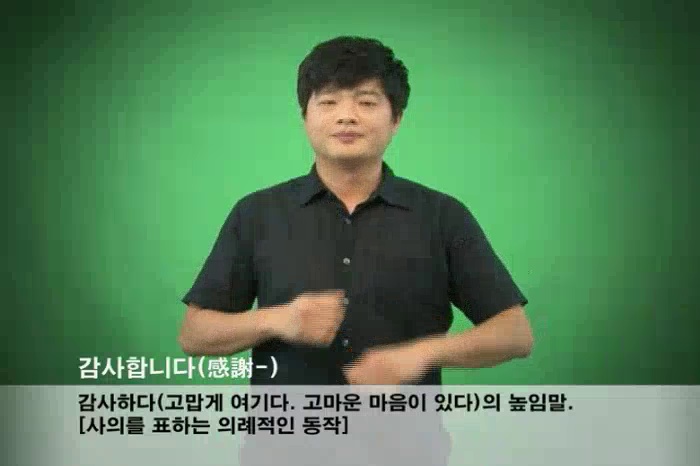 감사합니다(感謝-)
감사하다(고맙게 여기다. 고마운 마음이 있다)의 높임말.
[사의를 표하는 의례적인 동작]